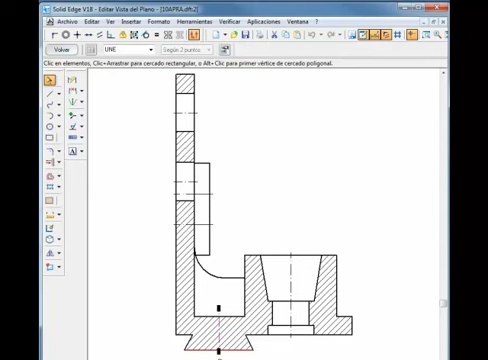 Solid Edge V18 - Editar Vista del Plano - [10APRA.dft:2]
Archivo Editar Ver Formato Herramientas Verificar Aplicaciones Ventana ?
Volver UNE Según 2 puntos
Clic en elementos, Clic+Arrastrar para cercado rectangular, o Alt+Clic para primer vértice de cercado poligonal.
A